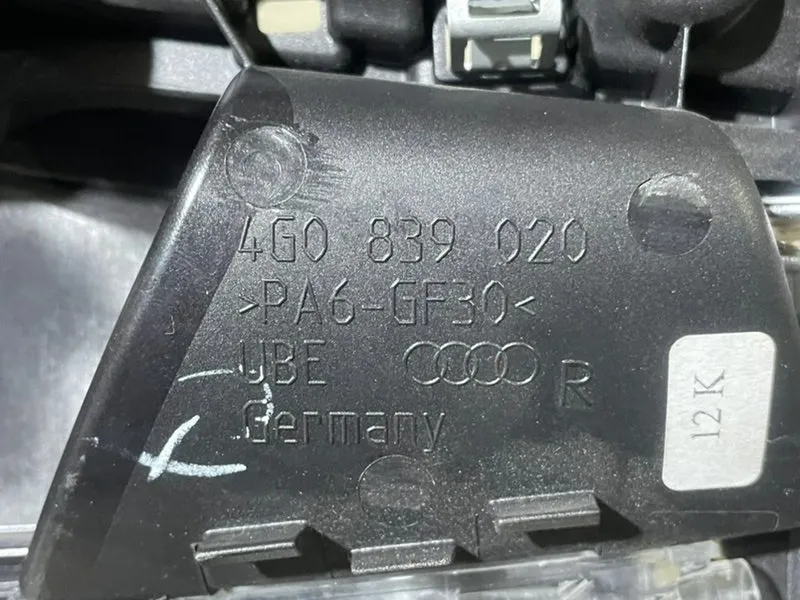 4G0 839 020
>PA6-GF30<
UBE
R
Germany
12K